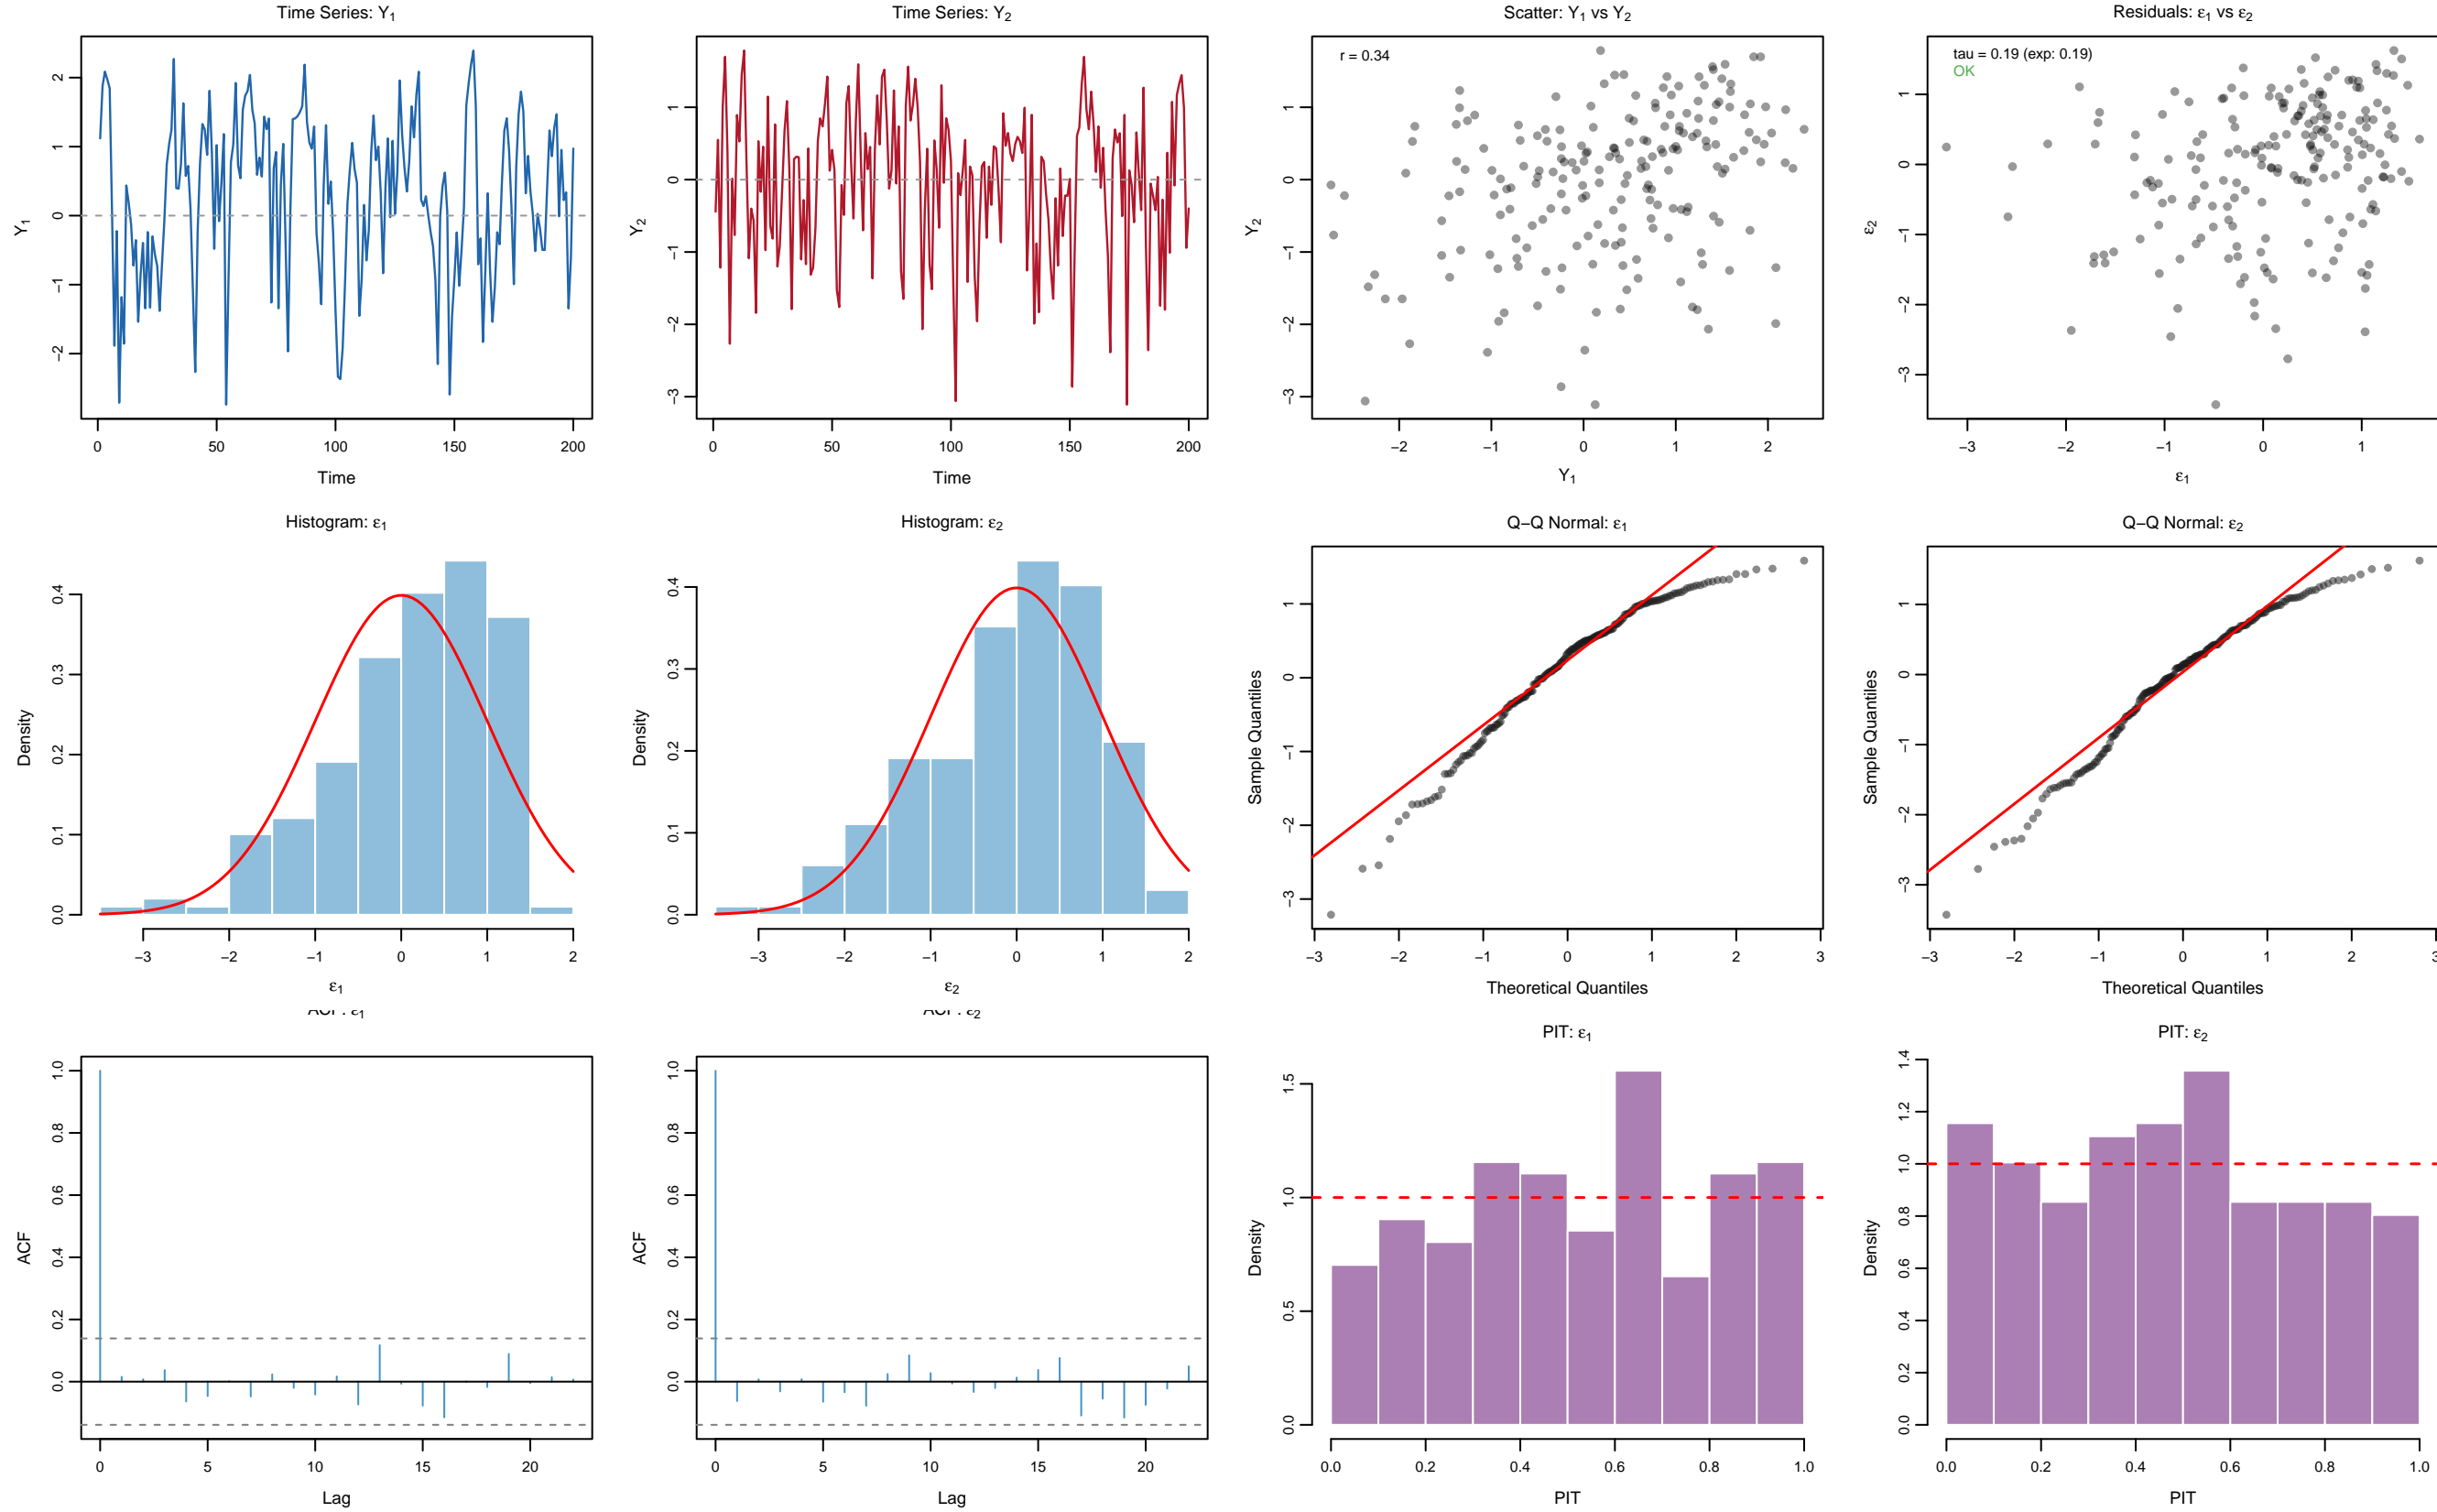 Time Series: Y1
Y1
2
1
0
−1
−2
0 50 100 150 200
Time
Time Series: Y2
Y2
1
0
−1
−2
−3
0 50 100 150 200
Time
Scatter: Y1 vs Y2
r = 0.34
Y2
1
0
−1
−2
−3
−2 −1 0 1 2
Y1
Residuals: ε1 vs ε2
tau = 0.19 (exp: 0.19)
OK
ε2
1
0
−1
−2
−3
−3 −2 −1 0 1
ε1
Histogram: ε1
Density
0.4
0.3
0.2
0.1
0.0
−3 −2 −1 0 1 2
ε1
Histogram: ε2
Density
0.4
0.3
0.2
0.1
0.0
−3 −2 −1 0 1 2
ε2
Q−Q Normal: ε1
Sample Quantiles
1
0
−1
−2
−3
−3 −2 −1 0 1 2 3
Theoretical Quantiles
Q−Q Normal: ε2
Sample Quantiles
1
0
−1
−2
−3
−3 −2 −1 0 1 2 3
Theoretical Quantiles
ACF: ε1
ACF
1.0
0.8
0.6
0.4
0.2
0.0
0 5 10 15 20
Lag
ACF: ε2
ACF
1.0
0.8
0.6
0.4
0.2
0.0
0 5 10 15 20
Lag
PIT: ε1
Density
1.5
1.0
0.5
0.0
0.0 0.2 0.4 0.6 0.8 1.0
PIT
PIT: ε2
Density
1.4
1.2
1.0
0.8
0.6
0.4
0.2
0.0
0.0 0.2 0.4 0.6 0.8 1.0
PIT